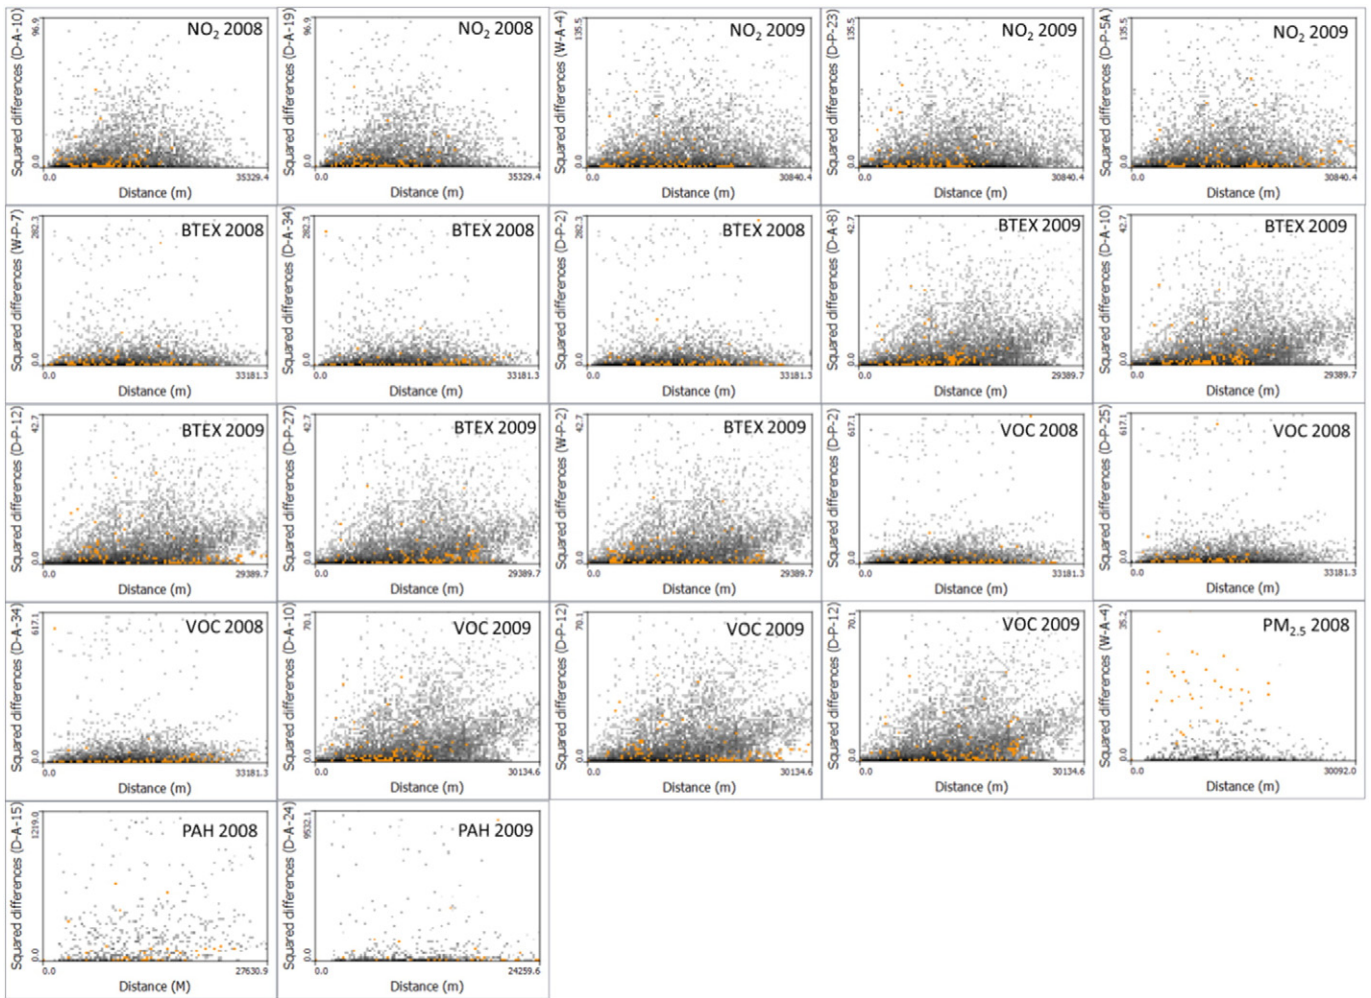 Squared differences (D-A-10)
96.9
0.0
NO2 2008
0.0
35329.4
Distance (m)
Squared differences (D-A-19)
96.9
0.0
NO2 2008
0.0
35329.4
Distance (m)
Squared differences (W-A-4)
135.5
0.0
NO2 2009
0.0
30840.4
Distance (m)
Squared differences (D-P-23)
135.5
0.0
NO2 2009
0.0
30840.4
Distance (m)
Squared differences (D-P-5A)
135.5
0.0
NO2 2009
0.0
30840.4
Distance (m)
Squared differences (W-P-7)
282.3
0.0
BTEX 2008
0.0
33181.3
Distance (m)
Squared differences (D-A-34)
282.3
0.0
BTEX 2008
0.0
33181.3
Distance (m)
Squared differences (D-P-2)
282.3
0.0
BTEX 2008
0.0
33181.3
Distance (m)
Squared differences (D-A-8)
42.7
0.0
BTEX 2009
0.0
29389.7
Distance (m)
Squared differences (D-A-10)
42.7
0.0
BTEX 2009
0.0
29389.7
Distance (m)
Squared differences (D-P-12)
42.7
0.0
BTEX 2009
0.0
29389.7
Distance (m)
Squared differences (D-P-27)
42.7
0.0
BTEX 2009
0.0
29389.7
Distance (m)
Squared differences (W-P-2)
42.7
0.0
BTEX 2009
0.0
29389.7
Distance (m)
Squared differences (D-P-2)
617.1
0.0
VOC 2008
0.0
33181.3
Distance (m)
Squared differences (D-P-25)
617.1
0.0
VOC 2008
0.0
33181.3
Distance (m)
Squared differences (D-A-34)
617.1
0.0
VOC 2008
0.0
33181.3
Distance (m)
Squared differences (D-A-10)
70.1
0.0
VOC 2009
0.0
30134.6
Distance (m)
Squared differences (D-P-12)
70.1
0.0
VOC 2009
0.0
30134.6
Distance (m)
Squared differences (D-P-12)
70.1
0.0
VOC 2009
0.0
30134.6
Distance (m)
Squared differences (W-A-4)
35.2
0.0
PM2.5 2008
0.0
30092.0
Distance (m)
Squared differences (D-A-15)
1219.0
0.0
PAH 2008
0.0
27630.9
Distance (M)
Squared differences (D-A-24)
9532.1
0.0
PAH 2009
0.0
24259.6
Distance (m)